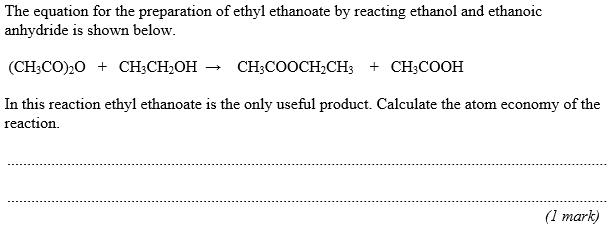 The equation for the preparation of ethyl ethanoate by reacting ethanol and ethanoic
anhydride is shown below.
(CH₃CO)₂O + CH₃CH₂OH → CH₃COOCH₂CH₃ + CH₃COOH
In this reaction ethyl ethanoate is the only useful product. Calculate the atom economy of the
reaction.
(1 mark)